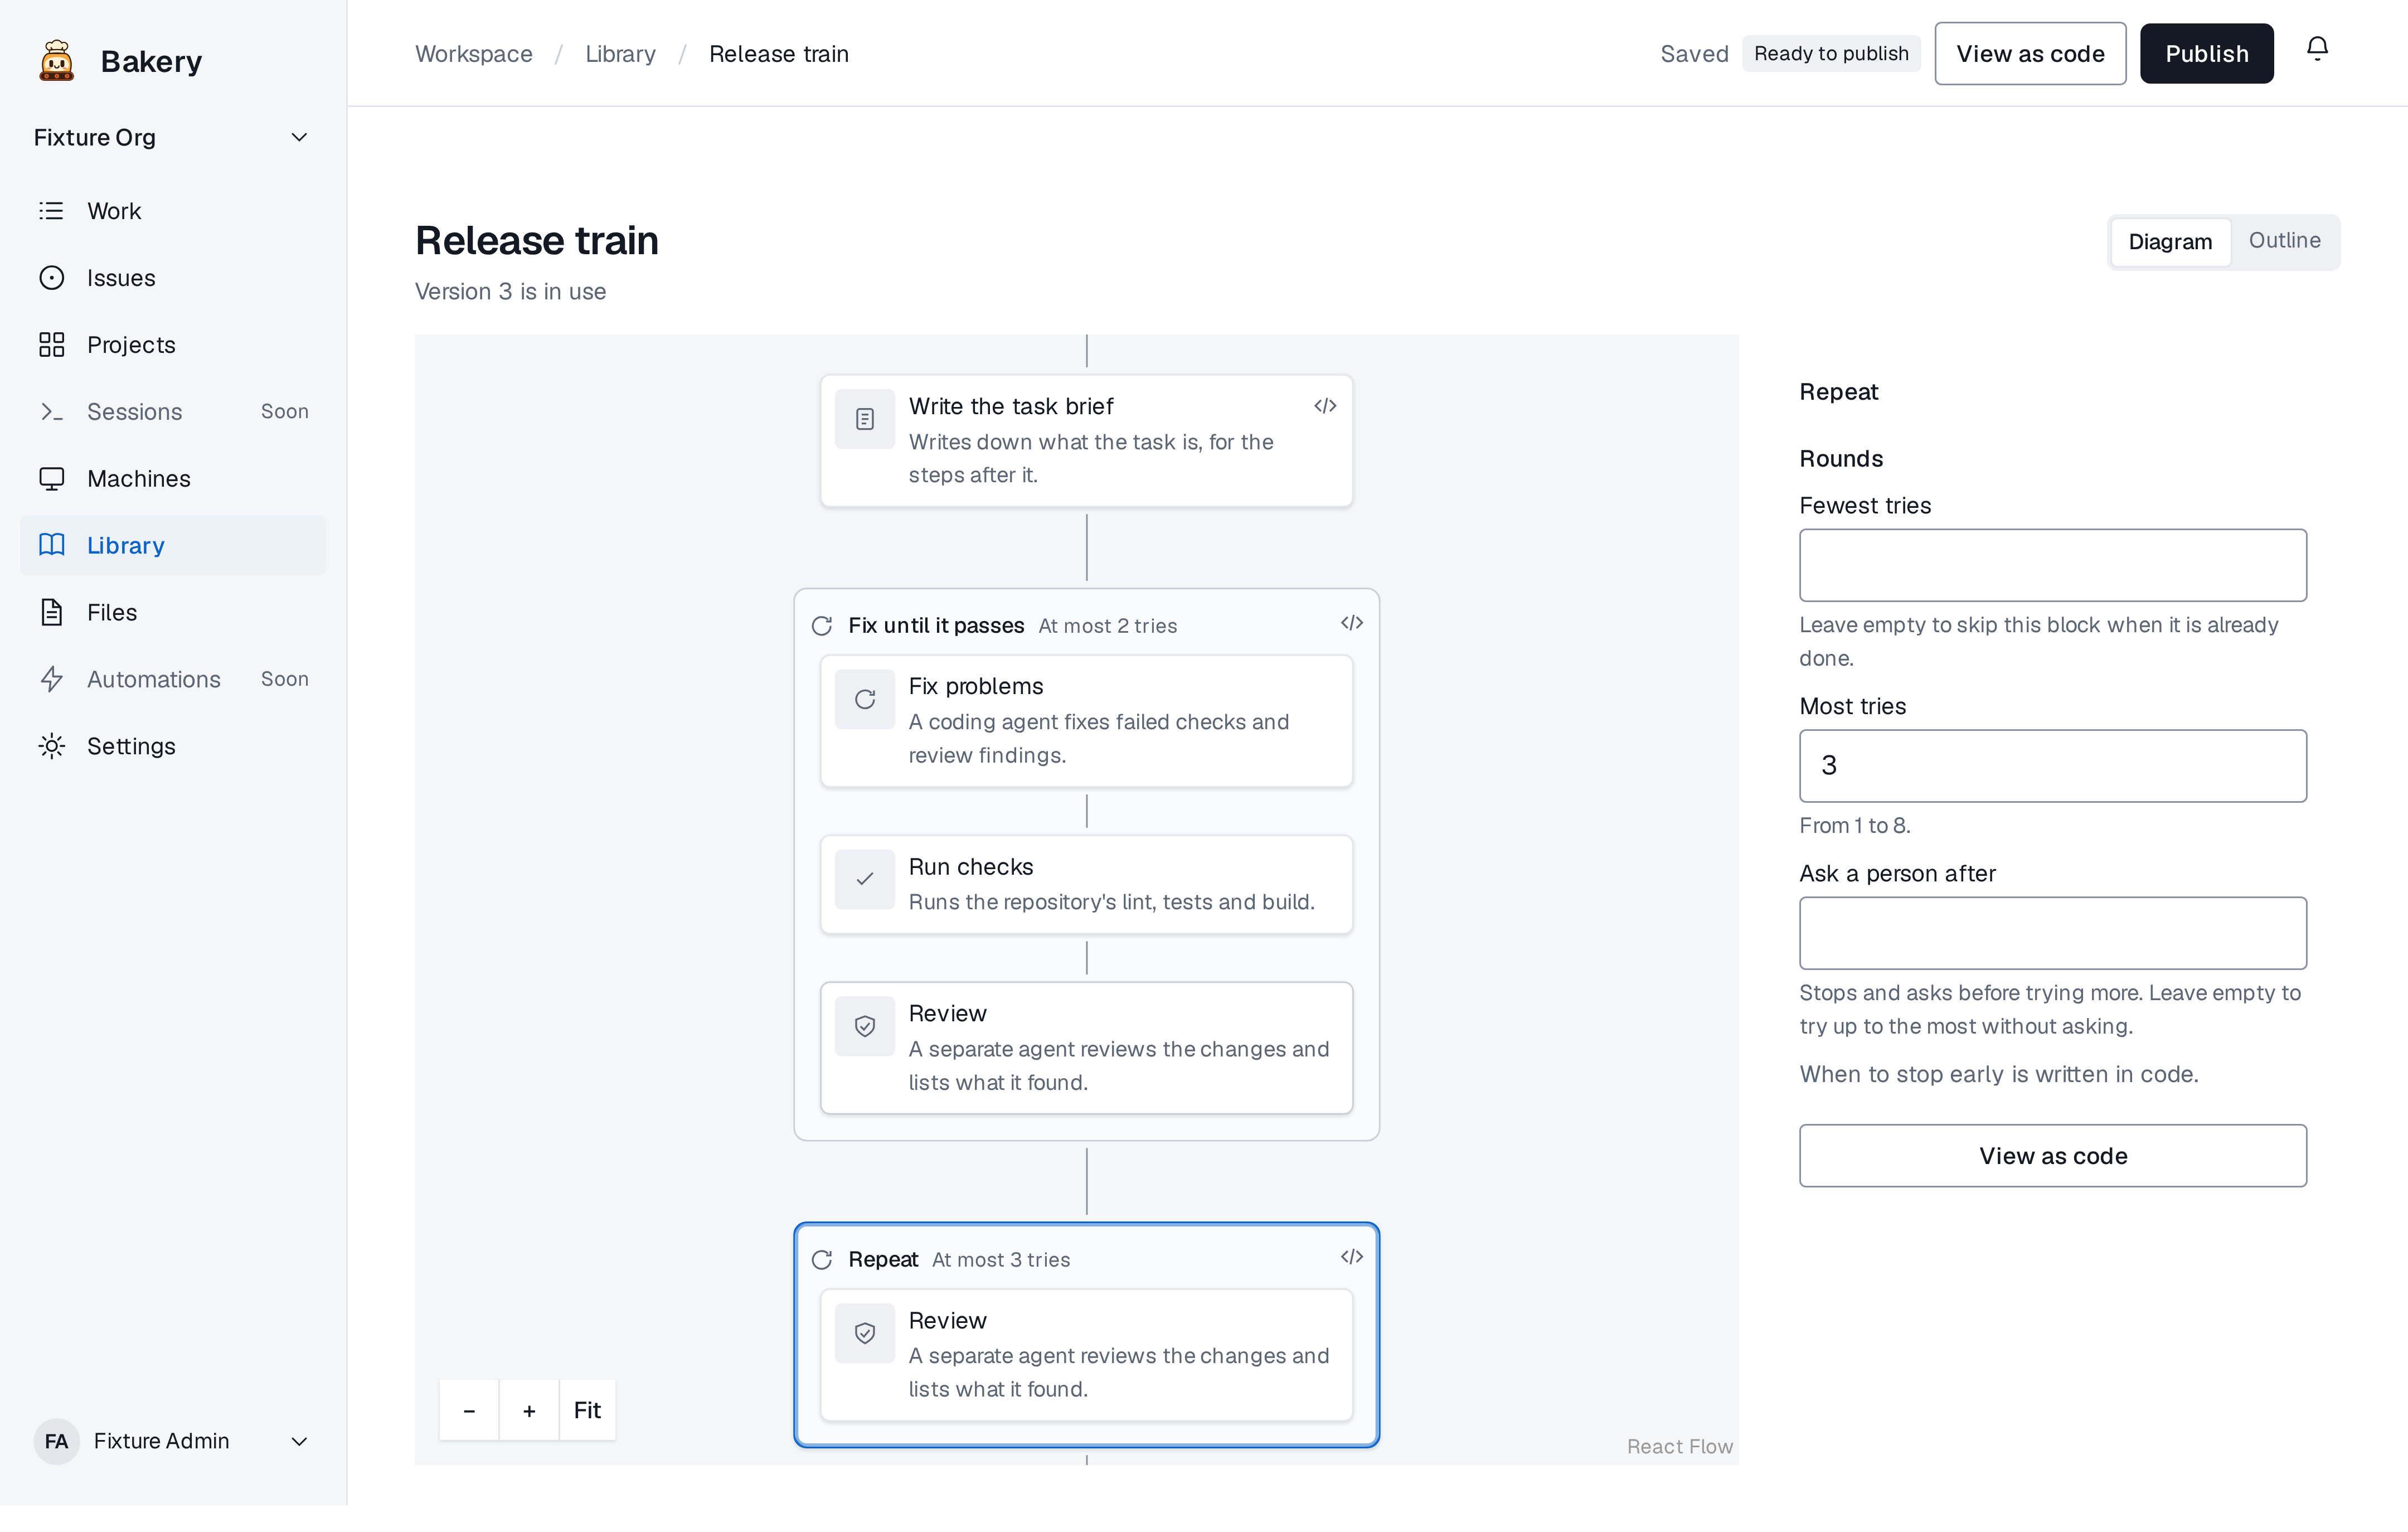 Bakery
Fixture Org
Work
Issues
Projects
Sessions Soon
Machines
Library
Files
Automations Soon
Settings
FA Fixture Admin
Workspace / Library / Release train
Saved Ready to publish View as code Publish
Release train
Version 3 is in use
Diagram Outline
Write the task brief
Writes down what the task is, for the
steps after it.
Fix until it passes At most 2 tries
Fix problems
A coding agent fixes failed checks and
review findings.
Run checks
Runs the repository's lint, tests and build.
Review
A separate agent reviews the changes and
lists what it found.
Repeat At most 3 tries
Review
A separate agent reviews the changes and
lists what it found.
− + Fit
React Flow
Repeat
Rounds
Fewest tries
Leave empty to skip this block when it is already
done.
Most tries
3
From 1 to 8.
Ask a person after
Stops and asks before trying more. Leave empty to
try up to the most without asking.
When to stop early is written in code.
View as code